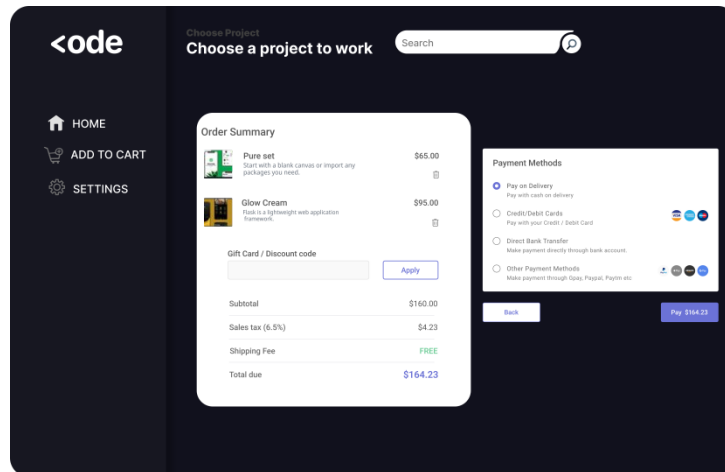 <ode
Choose Project
Choose a project to work
Search
HOME
ADD TO CART
SETTINGS
Order Summary
Pure set
$65.00
Start with a blank canvas or import any
packages you need.
Glow Cream
$95.00
Flask is a lightweight web application
framework.
Gift Card / Discount code
Apply
Subtotal
$160.00
Sales tax (6.5%)
$4.23
Shipping Fee
FREE
Total due
$164.23
Payment Methods
Pay on Delivery
Pay with cash on delivery
Credit/Debit Cards
Pay with your Credit / Debit Card
Direct Bank Transfer
Make payment directly through bank account.
Other Payment Methods
Make payment through Gpay, Paypal, Paytm etc
Back
Pay $164.23